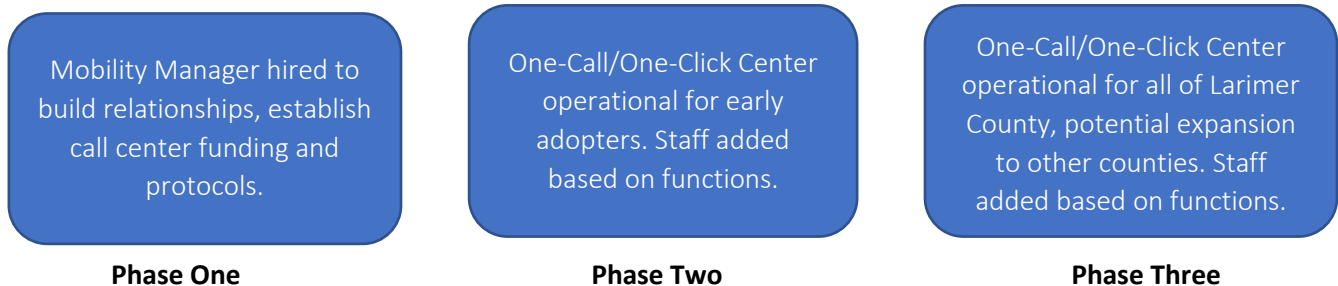 Mobility Manager hired to
build relationships, establish
call center funding and
protocols.
One-Call/One-Click Center
operational for early
adopters. Staff added
based on functions.
One-Call/One-Click Center
operational for all of Larimer
County, potential expansion
to other counties. Staff
added based on functions.
Phase One
Phase Two
Phase Three